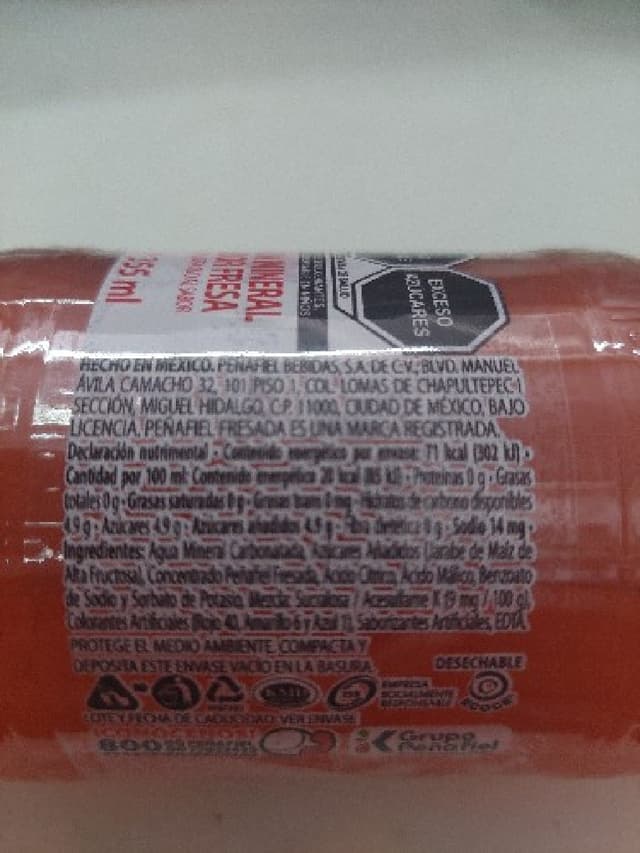 355 ml
MINERAL
FRESA
SABOR
EXCESO
AZÚCARES
HECHO EN MÉXICO. PEÑAFIEL BEBIDAS, S.A. DE C.V., BLVD. MANUEL
ÁVILA CAMACHO 32, 101 PISO 1, COL. LOMAS DE CHAPULTEPEC I
SECCIÓN, MIGUEL HIDALGO, C.P. 11000, CIUDAD DE MÉXICO, BAJO
LICENCIA. PEÑAFIEL FRESADA ES UNA MARCA REGISTRADA.
Declaración nutrimental • Contenido energético por envase: 71 kcal (302 kJ) •
Cantidad por 100 ml: Contenido energético 20 kcal (85 kJ) • Proteínas 0 g • Grasas
totales 0 g • Grasas saturadas 0 g • Grasas trans 0 mg • Hidratos de carbono disponibles
4.9 g • Azúcares 4.9 g • Azúcares añadidos 4.9 g • Fibra dietética 0 g • Sodio 14 mg •
Ingredientes: Agua Mineral Carbonatada, Azúcares Añadidos (Jarabe de Maíz de
Alta Fructosa), Concentrado Peñafiel Fresada, Ácido Cítrico, Ácido Málico, Benzoato
de Sodio y Sorbato de Potasio, Mezcla: Sucralosa / Acesulfame K (9 mg / 100 g),
Colorantes Artificiales (Rojo 40, Amarillo 6 y Azul 1), Saborizantes Artificiales, EDTA.
PROTEGE EL MEDIO AMBIENTE. COMPACTA Y
DEPOSITA ESTE ENVASE VACÍO EN LA BASURA.
DESECHABLE
EMPRESA
SOCIALMENTE
RESPONSABLE
LOTE Y FECHA DE CADUCIDAD: VER ENVASE
¡CONÓCENOS!
800
Grupo
Peñafiel